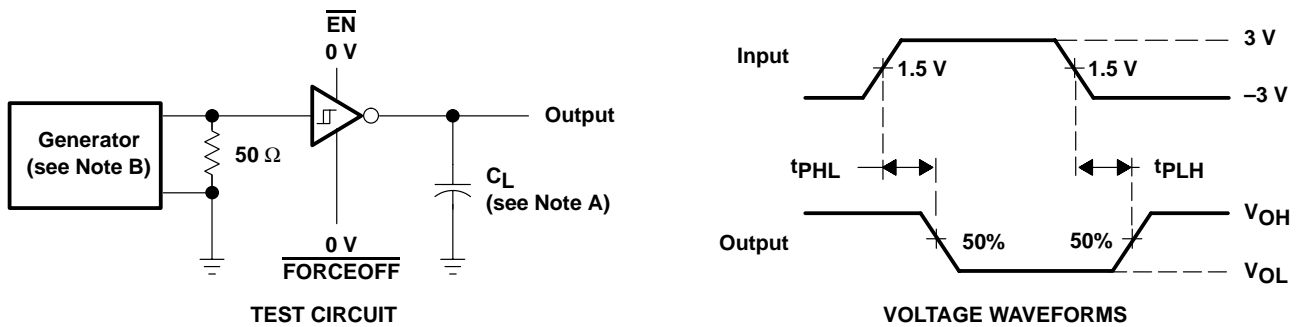 EN
0 V
Generator
(see Note B)
50 Ω
Output
CL
(see Note A)
0 V
FORCEOFF
TEST CIRCUIT
Input
3 V
1.5 V
1.5 V
–3 V
tPHL
tPLH
Output
50%
50%
VOH
VOL
VOLTAGE WAVEFORMS